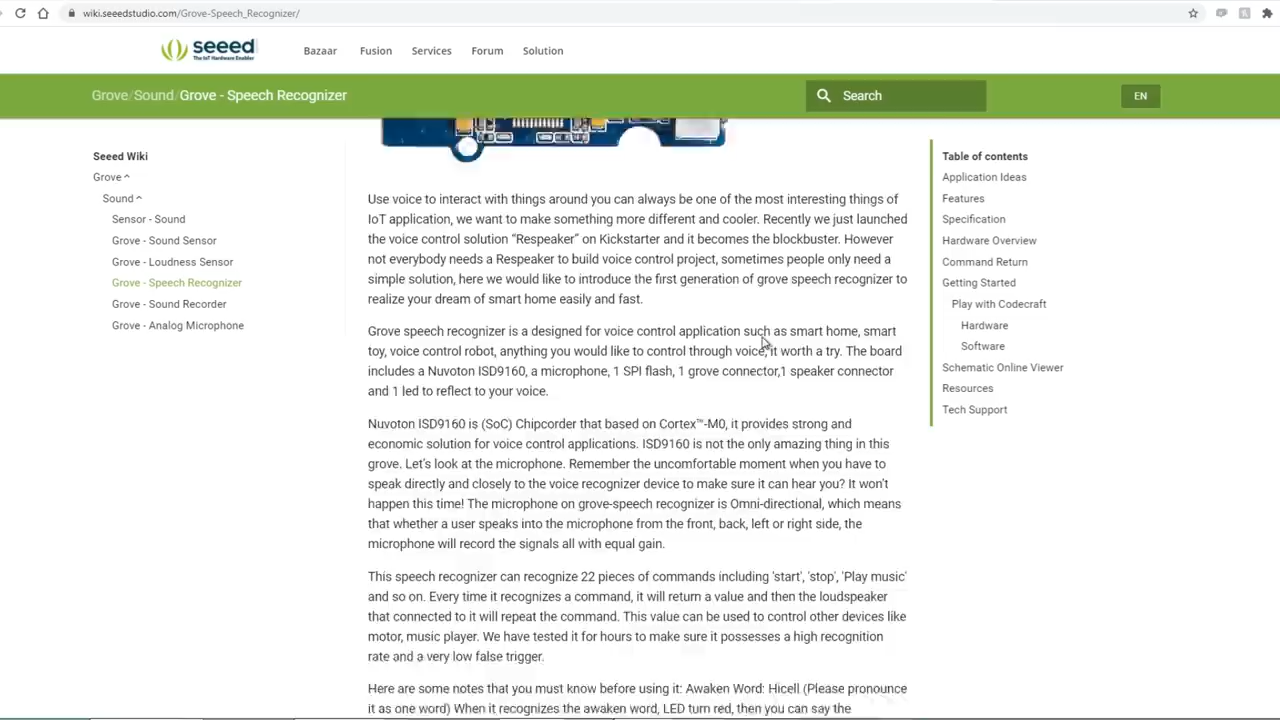 wiki.seeedstudio.com/Grove-Speech_Recognizer/
seeed
The IoT Hardware Enabler
Bazaar Fusion Services Forum Solution
Grove/Sound/Grove - Speech Recognizer
Search
EN
Seeed Wiki
Grove
Sound
Sensor - Sound
Grove - Sound Sensor
Grove - Loudness Sensor
Grove - Speech Recognizer
Grove - Sound Recorder
Grove - Analog Microphone
Use voice to interact with things around you can always be one of the most interesting things of
IoT application, we want to make something more different and cooler. Recently we just launched
the voice control solution “Respeaker” on Kickstarter and it becomes the blockbuster. However
not everybody needs a Respeaker to build voice control project, sometimes people only need a
simple solution, here we would like to introduce the first generation of grove speech recognizer to
realize your dream of smart home easily and fast.
Grove speech recognizer is a designed for voice control application such as smart home, smart
toy, voice control robot, anything you would like to control through voice, it worth a try. The board
includes a Nuvoton ISD9160, a microphone, 1 SPI flash, 1 grove connector,1 speaker connector
and 1 led to reflect to your voice.
Nuvoton ISD9160 is (SoC) Chipcorder that based on Cortex™-M0, it provides strong and
economic solution for voice control applications. ISD9160 is not the only amazing thing in this
grove. Let’s look at the microphone. Remember the uncomfortable moment when you have to
speak directly and closely to the voice recognizer device to make sure it can hear you? It won’t
happen this time! The microphone on grove-speech recognizer is Omni-directional, which means
that whether a user speaks into the microphone from the front, back, left or right side, the
microphone will record the signals all with equal gain.
This speech recognizer can recognize 22 pieces of commands including 'start', 'stop', 'Play music'
and so on. Every time it recognizes a command, it will return a value and then the loudspeaker
that connected to it will repeat the command. This value can be used to control other devices like
motor, music player. We have tested it for hours to make sure it possesses a high recognition
rate and a very low false trigger.
Here are some notes that you must know before using it: Awaken Word: Hicell (Please pronounce
it as one word) When it recognizes the awaken word, LED turn red, then you can say the
Table of contents
Application Ideas
Features
Specification
Hardware Overview
Command Return
Getting Started
Play with Codecraft
Hardware
Software
Schematic Online Viewer
Resources
Tech Support